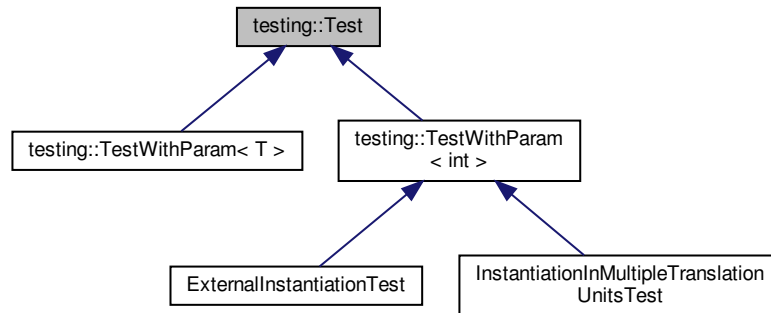 testing::Test
testing::TestWithParam< T >
testing::TestWithParam
< int >
ExternalInstantiationTest
InstantiationInMultipleTranslation
UnitsTest